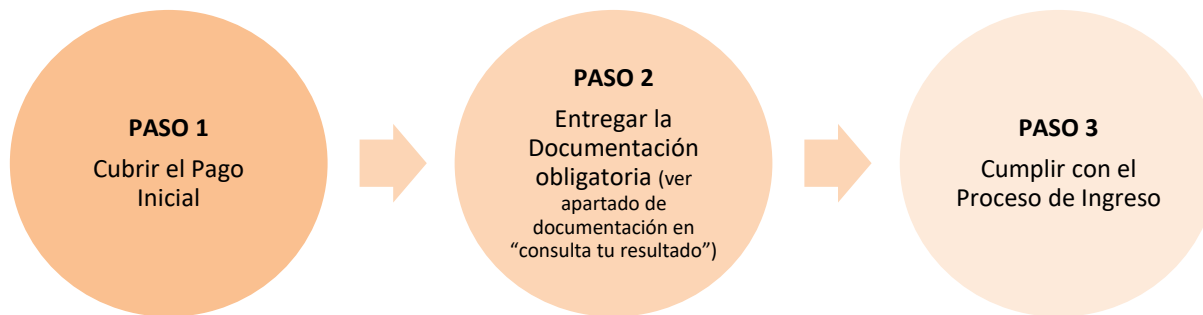 PASO 1
Cubrir el Pago
Inicial
PASO 2
Entregar la
Documentación
obligatoria (ver
apartado de
documentación en
“consulta tu resultado”)
PASO 3
Cumplir con el
Proceso de Ingreso